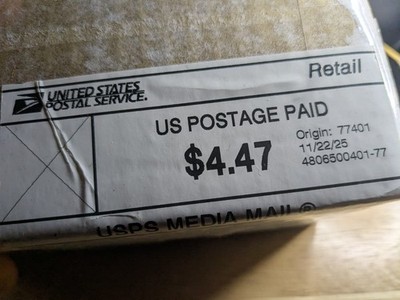 Retail
UNITED STATES
POSTAL SERVICE®
US POSTAGE PAID
$4.47
Origin: 77401
11/22/25
4806500401-77
USPS MEDIA MAIL®